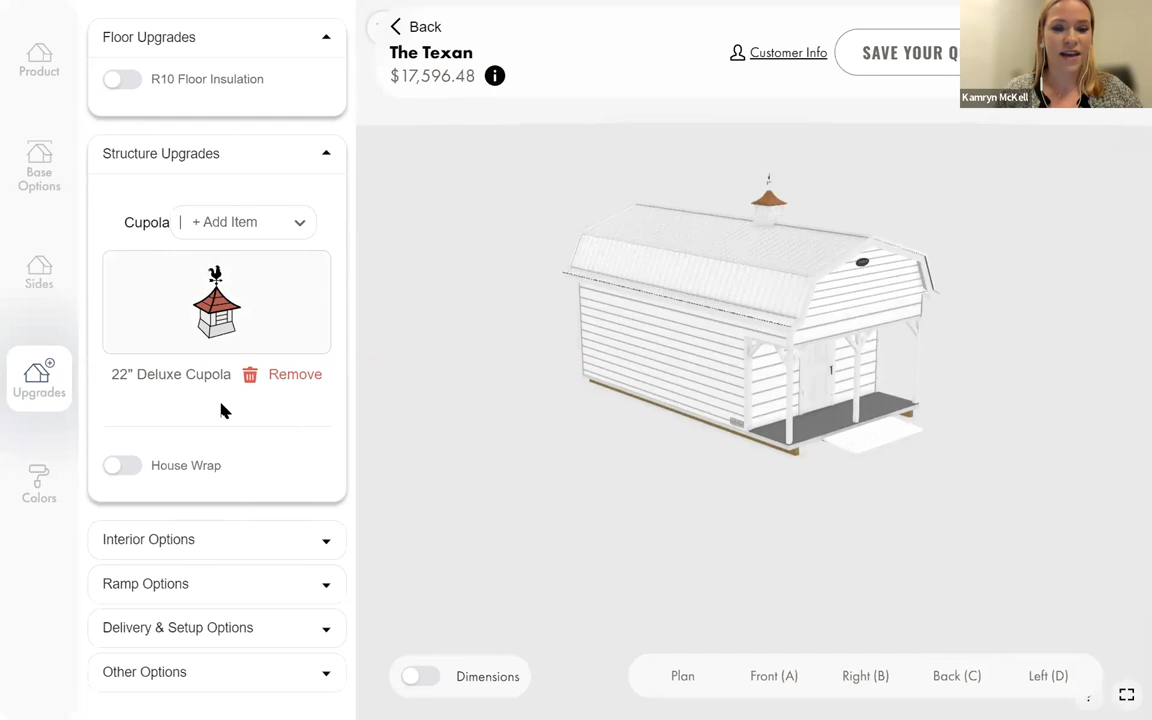 Product
Base
Options
Sides
Upgrades
Colors
Floor Upgrades
R10 Floor Insulation
Structure Upgrades
Cupola | + Add Item
22" Deluxe Cupola Remove
House Wrap
Interior Options
Ramp Options
Delivery & Setup Options
Other Options
Back
The Texan
$17,596.48 i
Customer Info
SAVE YOUR Q
Kamryn McKell
Dimensions
Plan Front (A) Right (B) Back (C) Left (D)